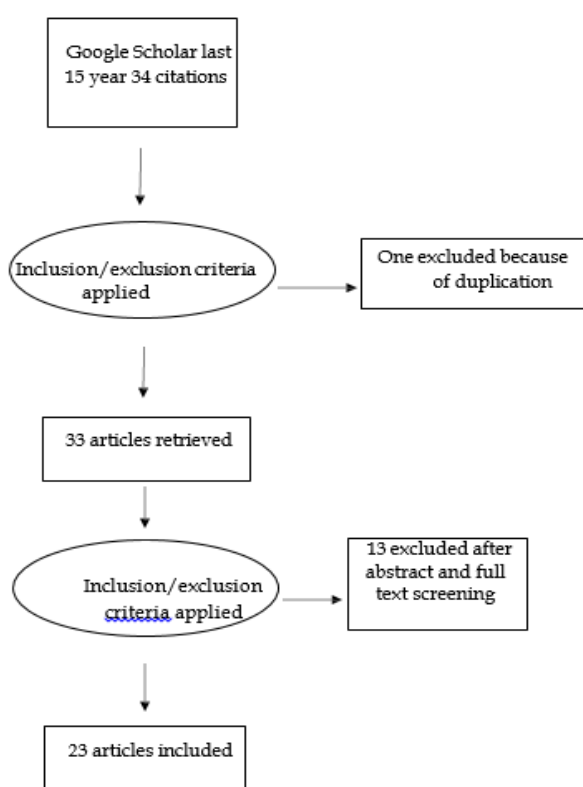 Google Scholar last
15 year 34 citations
Inclusion/exclusion criteria
applied
One excluded because
of duplication
33 articles retrieved
Inclusion/exclusion
criteria applied
13 excluded after
abstract and full
text screening
23 articles included